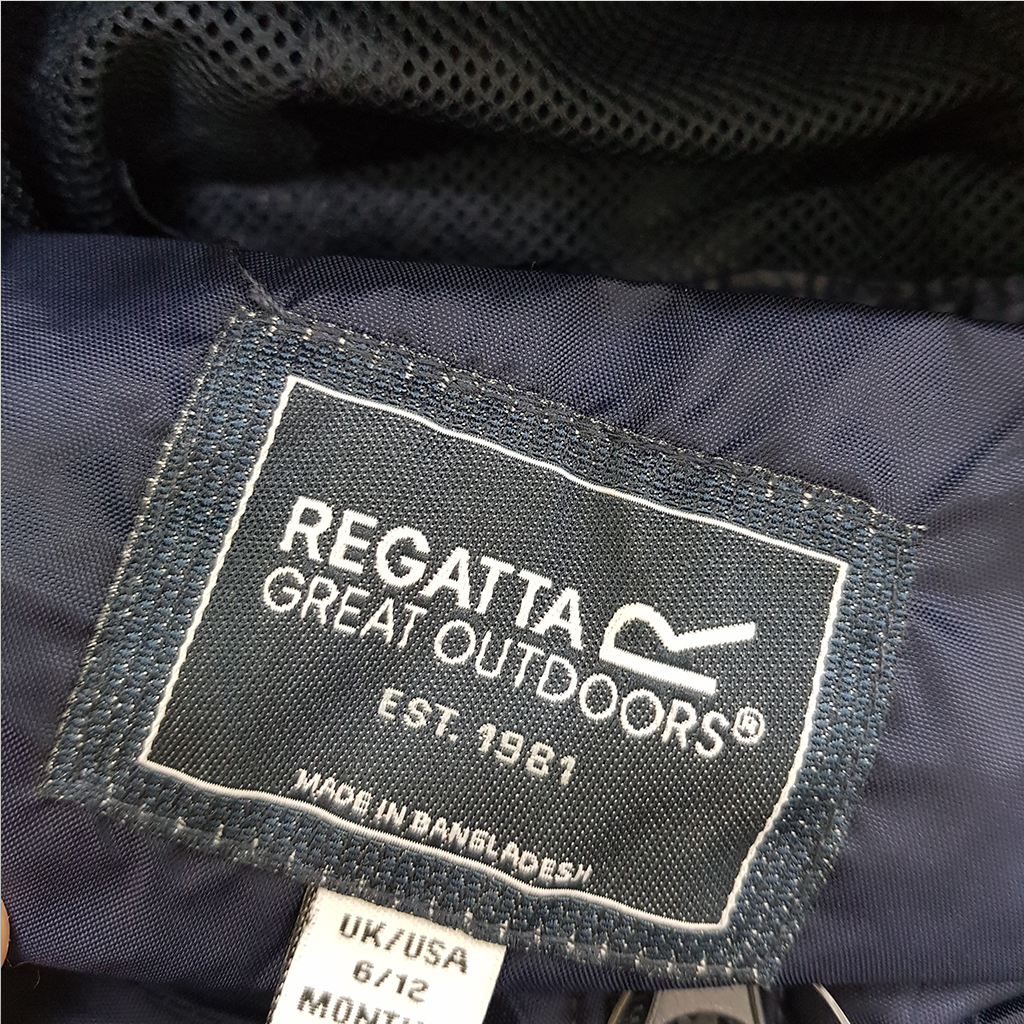 REGATTA
GREAT OUTDOORS®
EST. 1981
MADE IN BANGLADESH
UK/USA
6/12